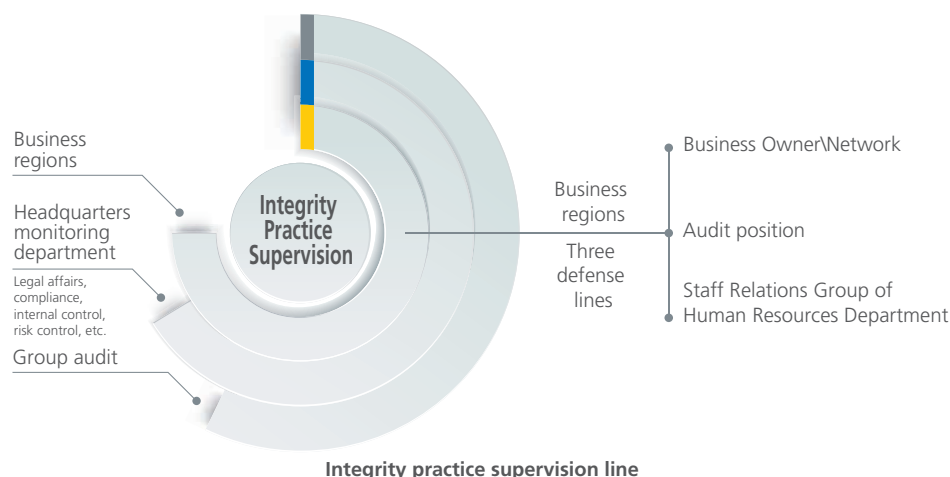 Business
regions
Headquarters
monitoring
department
Legal affairs,
compliance,
internal control,
risk control, etc.
Group audit
Integrity
Practice
Supervision
Business
regions
Three
defense
lines
Business Owner\Network
Audit position
Staff Relations Group of
Human Resources Department
Integrity practice supervision line